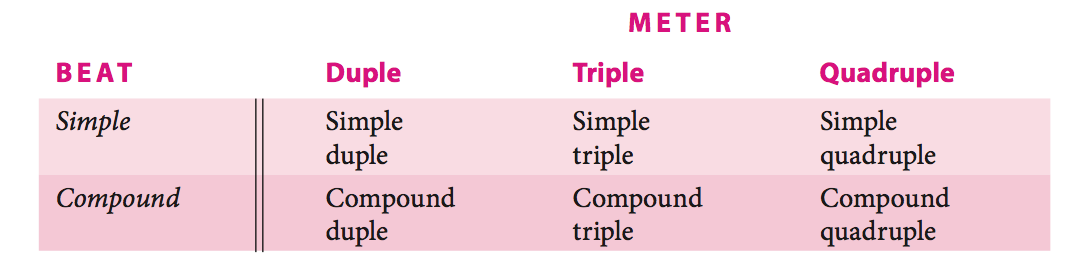 METER
BEAT Duple Triple Quadruple
Simple Simple Simple Simple
duple triple quadruple
Compound Compound Compound Compound
duple triple quadruple